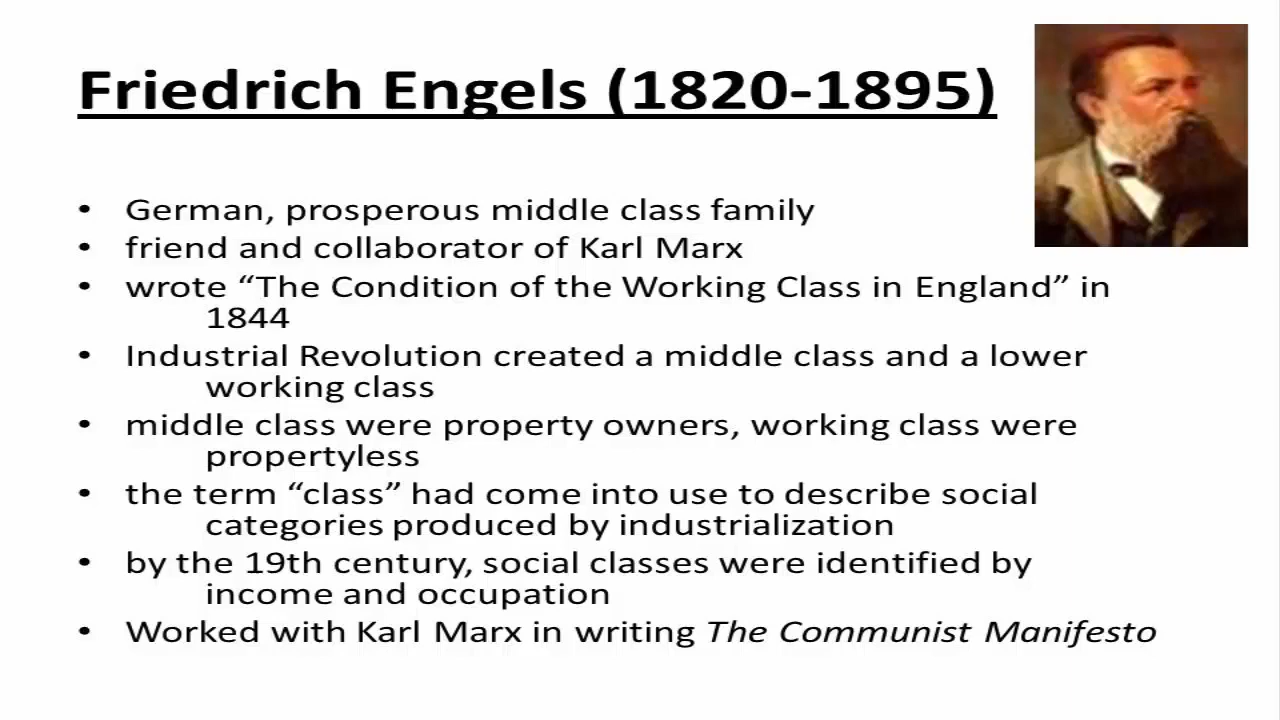 Friedrich Engels (1820-1895)
• German, prosperous middle class family
• friend and collaborator of Karl Marx
• wrote “The Condition of the Working Class in England” in
1844
• Industrial Revolution created a middle class and a lower
working class
• middle class were property owners, working class were
propertyless
• the term “class” had come into use to describe social
categories produced by industrialization
• by the 19th century, social classes were identified by
income and occupation
• Worked with Karl Marx in writing The Communist Manifesto